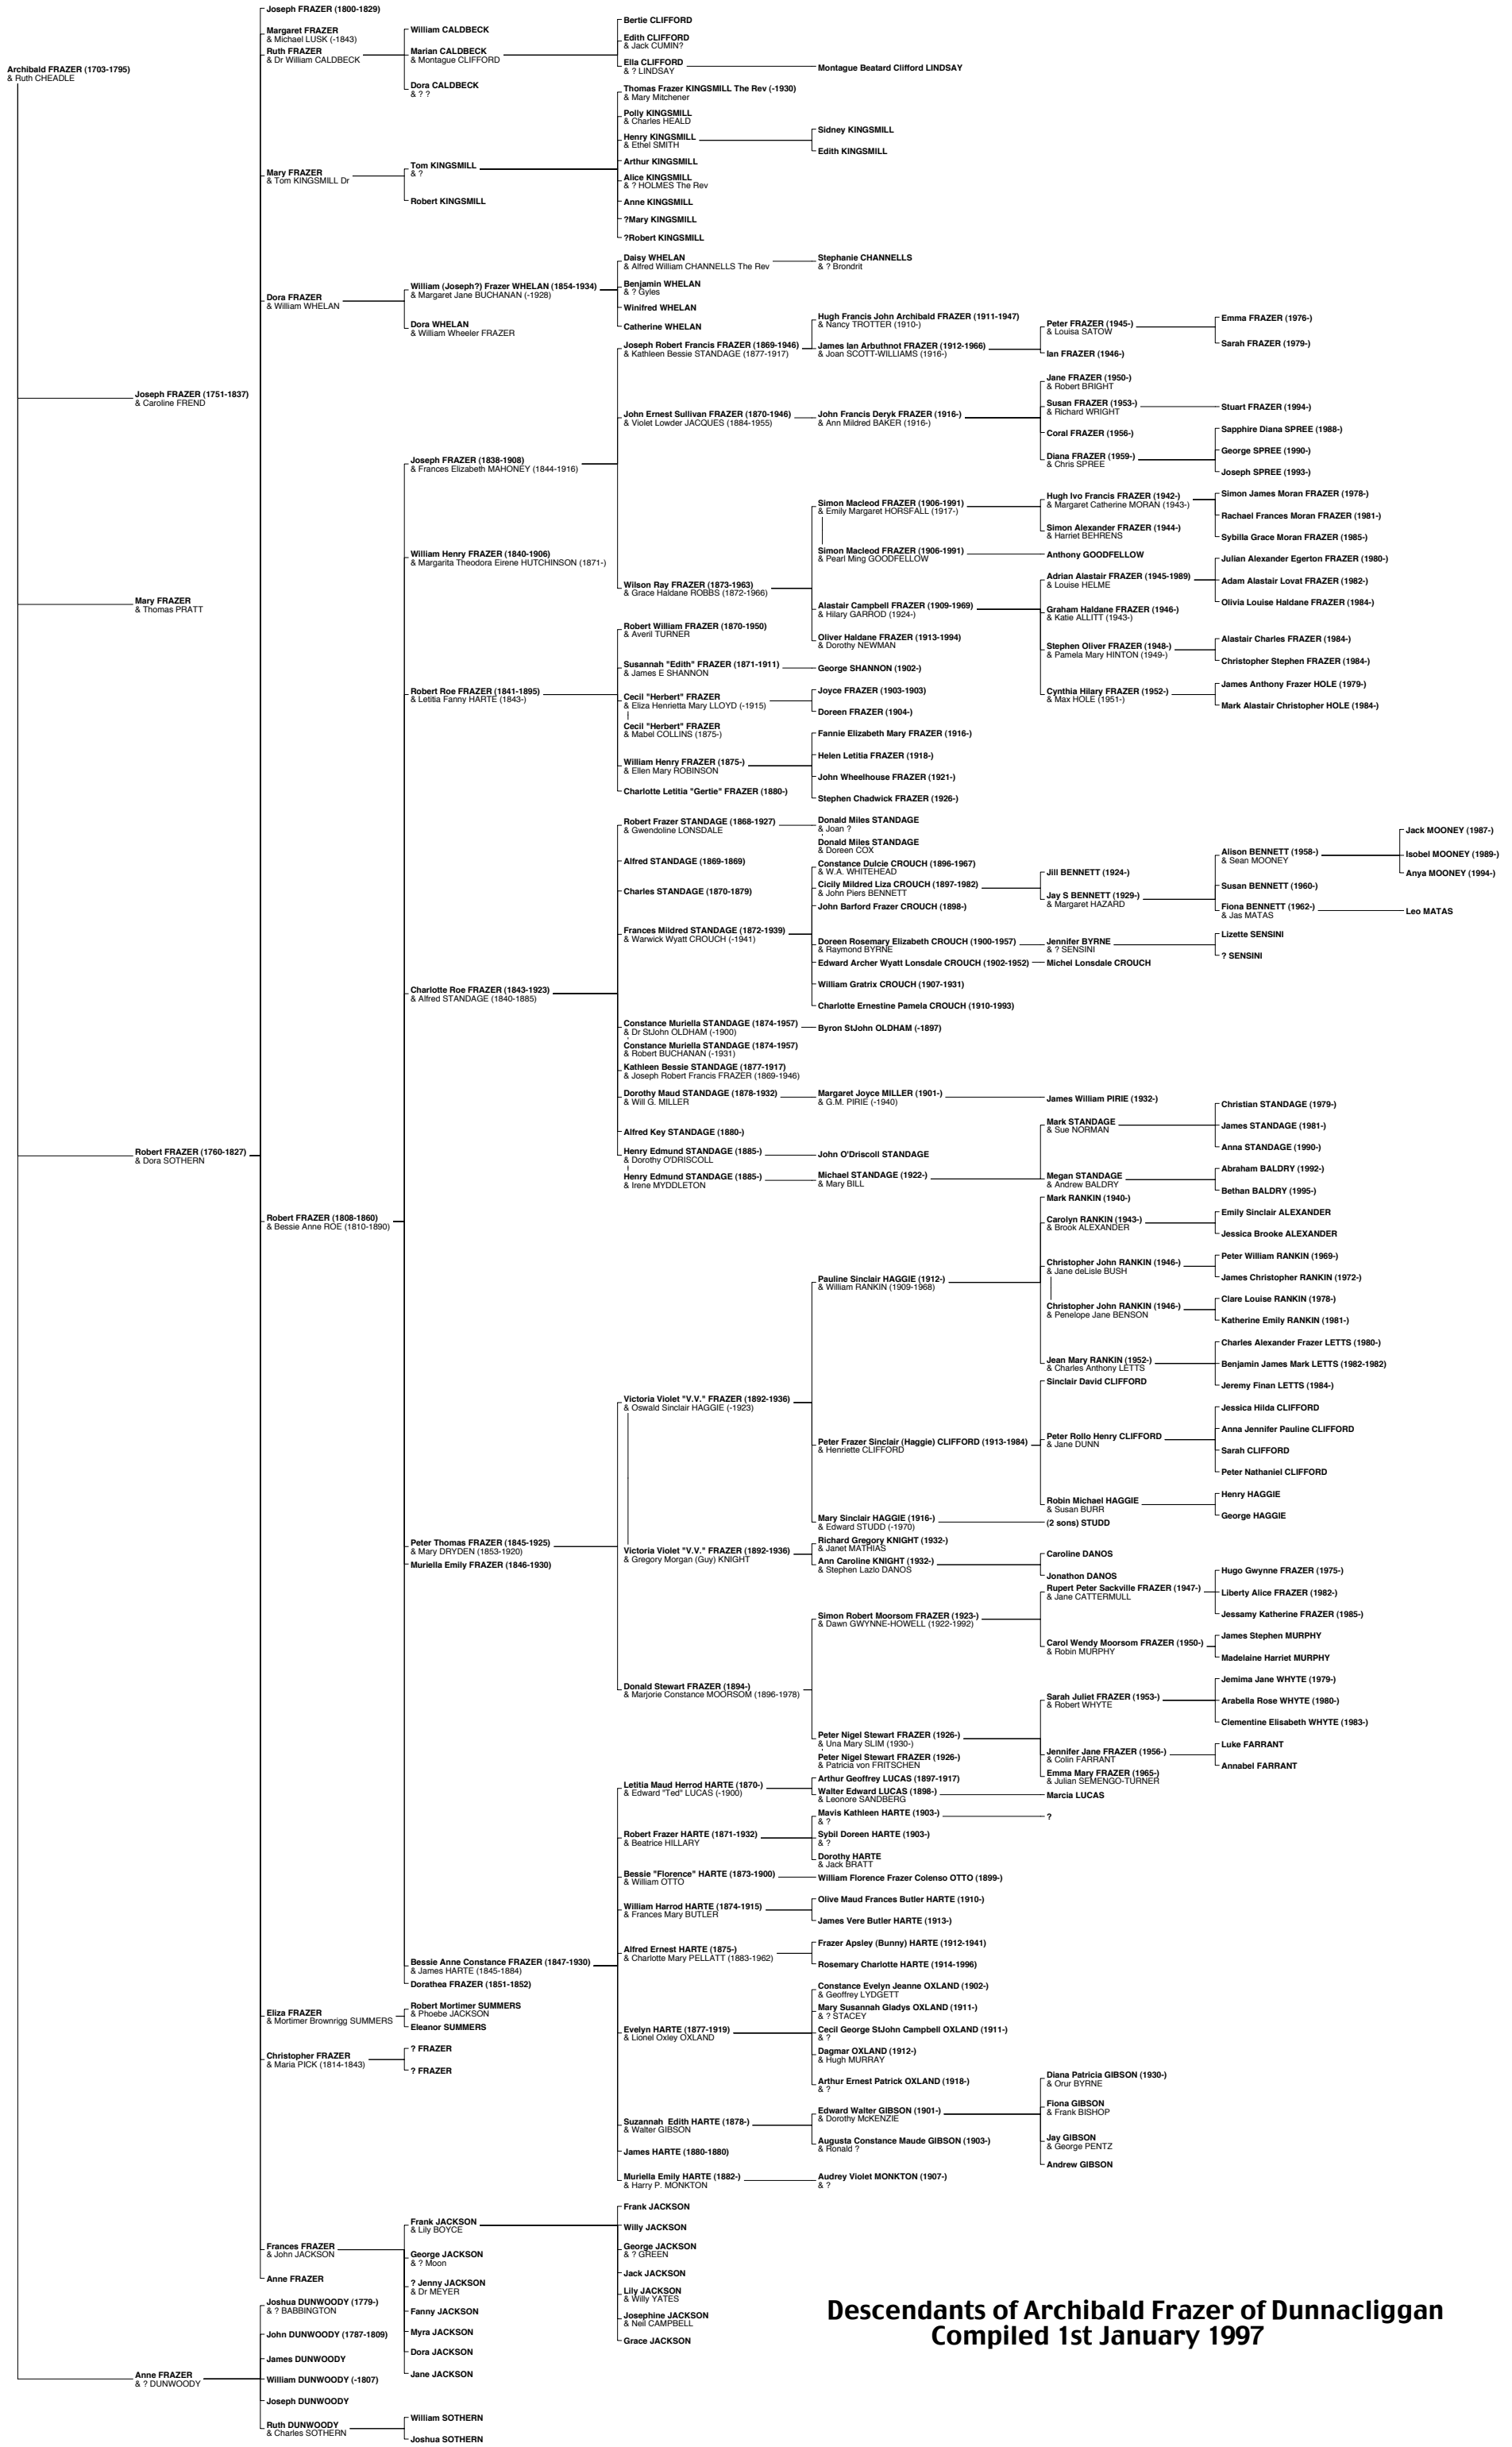 Archibald FRAZER (1703-1795)
& Ruth CHEADLE
Joseph FRAZER (1751-1837)
& Caroline FREND
Mary FRAZER
& Thomas PRATT
Robert FRAZER (1760-1827)
& Dora SOTHERN
Anne FRAZER
& ? DUNWOODY
Joseph FRAZER (1800-1829)
Margaret FRAZER
& Michael LUSK (-1843)
Ruth FRAZER
& Dr William CALDBECK
Mary FRAZER
& Tom KINGSMILL Dr
Dora FRAZER
& William WHELAN
Robert FRAZER (1808-1860)
& Bessie Anne ROE (1810-1890)
Eliza FRAZER
& Mortimer Brownrigg SUMMERS
Christopher FRAZER
& Maria PICK (1814-1843)
Frances FRAZER
& John JACKSON
Anne FRAZER
Joshua DUNWOODY (1779-)
& ? BABBINGTON
John DUNWOODY (1787-1809)
James DUNWOODY
William DUNWOODY (-1807)
Joseph DUNWOODY
Ruth DUNWOODY
& Charles SOTHERN
William CALDBECK
Marian CALDBECK
& Montague CLIFFORD
Dora CALDBECK
& ? ?
Tom KINGSMILL
& ?
Robert KINGSMILL
William (Joseph?) Frazer WHELAN (1854-1934)
& Margaret Jane BUCHANAN (-1928)
Dora WHELAN
& William Wheeler FRAZER
Joseph FRAZER (1838-1908)
& Frances Elizabeth MAHONEY (1844-1916)
William Henry FRAZER (1840-1906)
& Margarita Theodora Eirene HUTCHINSON (1871-)
Robert Roe FRAZER (1841-1895)
& Letitia Fanny HARTE (1843-)
Charlotte Roe FRAZER (1843-1923)
& Alfred STANDAGE (1840-1885)
Peter Thomas FRAZER (1845-1925)
& Mary DRYDEN (1853-1920)
Muriella Emily FRAZER (1846-1930)
Bessie Anne Constance FRAZER (1847-1930)
& James HARTE (1845-1884)
Dorathea FRAZER (1851-1852)
Robert Mortimer SUMMERS
& Phoebe JACKSON
Eleanor SUMMERS
? FRAZER
? FRAZER
Frank JACKSON
& Lily BOYCE
George JACKSON
& ? Moon
? Jenny JACKSON
& Dr MEYER
Fanny JACKSON
Myra JACKSON
Dora JACKSON
Jane JACKSON
William SOTHERN
Joshua SOTHERN
Bertie CLIFFORD
Edith CLIFFORD
& Jack CUMIN?
Ella CLIFFORD
& ? LINDSAY
Thomas Frazer KINGSMILL The Rev (-1930)
& Mary Mitchener
Polly KINGSMILL
& Charles HEALD
Henry KINGSMILL
& Ethel SMITH
Arthur KINGSMILL
Alice KINGSMILL
& ? HOLMES The Rev
Anne KINGSMILL
?Mary KINGSMILL
?Robert KINGSMILL
Daisy WHELAN
& Alfred William CHANNELLS The Rev
Benjamin WHELAN
& ? Gyles
Winifred WHELAN
Catherine WHELAN
Joseph Robert Francis FRAZER (1869-1946)
& Kathleen Bessie STANDAGE (1877-1917)
John Ernest Sullivan FRAZER (1870-1946)
& Violet Lowder JACQUES (1884-1955)
Wilson Ray FRAZER (1873-1963)
& Grace Haldane ROBBS (1872-1966)
Robert William FRAZER (1870-1950)
& Averil TURNER
Susannah "Edith" FRAZER (1871-1911)
& James E SHANNON
Cecil "Herbert" FRAZER
& Eliza Henrietta Mary LLOYD (-1915)
Cecil "Herbert" FRAZER
& Mabel COLLINS (1875-)
William Henry FRAZER (1875-)
& Ellen Mary ROBINSON
Charlotte Letitia "Gertie" FRAZER (1880-)
Robert Frazer STANDAGE (1868-1927)
& Gwendoline LONSDALE
Alfred STANDAGE (1869-1869)
Charles STANDAGE (1870-1879)
Frances Mildred STANDAGE (1872-1939)
& Warwick Wyatt CROUCH (-1941)
Constance Muriella STANDAGE (1874-1957)
& Dr StJohn OLDHAM (-1900)
Constance Muriella STANDAGE (1874-1957)
& Robert BUCHANAN (-1931)
Kathleen Bessie STANDAGE (1877-1917)
& Joseph Robert Francis FRAZER (1869-1946)
Dorothy Maud STANDAGE (1878-1932)
& Will G. MILLER
Alfred Key STANDAGE (1880-)
Henry Edmund STANDAGE (1885-)
& Dorothy O'DRISCOLL
Henry Edmund STANDAGE (1885-)
& Irene MYDDLETON
Victoria Violet "V.V." FRAZER (1892-1936)
& Oswald Sinclair HAGGIE (-1923)
Victoria Violet "V.V." FRAZER (1892-1936)
& Gregory Morgan (Guy) KNIGHT
Donald Stewart FRAZER (1894-)
& Marjorie Constance MOORSOM (1896-1978)
Letitia Maud Herrod HARTE (1870-)
& Edward "Ted" LUCAS (-1900)
Robert Frazer HARTE (1871-1932)
& Beatrice HILLARY
Bessie "Florence" HARTE (1873-1900)
& William OTTO
William Harrod HARTE (1874-1915)
& Frances Mary BUTLER
Alfred Ernest HARTE (1875-)
& Charlotte Mary PELLATT (1883-1962)
Evelyn HARTE (1877-1919)
& Lionel Oxley OXLAND
Suzannah  Edith HARTE (1878-)
& Walter GIBSON
James HARTE (1880-1880)
Muriella Emily HARTE (1882-)
& Harry P. MONKTON
Frank JACKSON
Willy JACKSON
George JACKSON
& ? GREEN
Jack JACKSON
Lily JACKSON
& Willy YATES
Josephine JACKSON
& Neil CAMPBELL
Grace JACKSON
Montague Beatard Clifford LINDSAY
Sidney KINGSMILL
Edith KINGSMILL
Stephanie CHANNELLS
& ? Brondrit
Hugh Francis John Archibald FRAZER (1911-1947)
& Nancy TROTTER (1910-)
James Ian Arbuthnot FRAZER (1912-1966)
& Joan SCOTT-WILLIAMS (1916-)
John Francis Deryk FRAZER (1916-)
& Ann Mildred BAKER (1916-)
Simon Macleod FRAZER (1906-1991)
& Emily Margaret HORSFALL (1917-)
Simon Macleod FRAZER (1906-1991)
& Pearl Ming GOODFELLOW
Alastair Campbell FRAZER (1909-1969)
& Hilary GARROD (1924-)
Oliver Haldane FRAZER (1913-1994)
& Dorothy NEWMAN
George SHANNON (1902-)
Joyce FRAZER (1903-1903)
Doreen FRAZER (1904-)
Fannie Elizabeth Mary FRAZER (1916-)
Helen Letitia FRAZER (1918-)
John Wheelhouse FRAZER (1921-)
Stephen Chadwick FRAZER (1926-)
Donald Miles STANDAGE
& Joan ?
Donald Miles STANDAGE
& Doreen COX
Constance Dulcie CROUCH (1896-1967)
& W.A. WHITEHEAD
Cicily Mildred Liza CROUCH (1897-1982)
& John Piers BENNETT
John Barford Frazer CROUCH (1898-)
Doreen Rosemary Elizabeth CROUCH (1900-1957)
& Raymond BYRNE
Edward Archer Wyatt Lonsdale CROUCH (1902-1952)
William Gratrix CROUCH (1907-1931)
Charlotte Ernestine Pamela CROUCH (1910-1993)
Byron StJohn OLDHAM (-1897)
Margaret Joyce MILLER (1901-)
& G.M. PIRIE (-1940)
John O'Driscoll STANDAGE
Michael STANDAGE (1922-)
& Mary BILL
Pauline Sinclair HAGGIE (1912-)
& William RANKIN (1909-1968)
Peter Frazer Sinclair (Haggie) CLIFFORD (1913-1984)
& Henriette CLIFFORD
Mary Sinclair HAGGIE (1916-)
& Edward STUDD (-1970)
Richard Gregory KNIGHT (1932-)
& Janet MATHIAS
Ann Caroline KNIGHT (1932-)
& Stephen Lazlo DANOS
Simon Robert Moorsom FRAZER (1923-)
& Dawn GWYNNE-HOWELL (1922-1992)
Peter Nigel Stewart FRAZER (1926-)
& Una Mary SLIM (1930-)
Peter Nigel Stewart FRAZER (1926-)
& Patricia von FRITSCHEN
Arthur Geoffrey LUCAS (1897-1917)
Walter Edward LUCAS (1898-)
& Leonore SANDBERG
Mavis Kathleen HARTE (1903-)
& ?
Sybil Doreen HARTE (1903-)
& ?
Dorothy HARTE
& Jack BRATT
William Florence Frazer Colenso OTTO (1899-)
Olive Maud Frances Butler HARTE (1910-)
James Vere Butler HARTE (1913-)
Frazer Apsley (Bunny) HARTE (1912-1941)
Rosemary Charlotte HARTE (1914-1996)
Constance Evelyn Jeanne OXLAND (1902-)
& Geoffrey LYDGETT
Mary Susannah Gladys OXLAND (1911-)
& ? STACEY
Cecil George StJohn Campbell OXLAND (1911-)
& ?
Dagmar OXLAND (1912-)
& Hugh MURRAY
Arthur Ernest Patrick OXLAND (1918-)
& ?
Edward Walter GIBSON (1901-)
& Dorothy McKENZIE
Augusta Constance Maude GIBSON (1903-)
& Ronald ?
Audrey Violet MONKTON (1907-)
& ?
Peter FRAZER (1945-)
& Louisa SATOW
Ian FRAZER (1946-)
Jane FRAZER (1950-)
& Robert BRIGHT
Susan FRAZER (1953-)
& Richard WRIGHT
Coral FRAZER (1956-)
Diana FRAZER (1959-)
& Chris SPREE
Hugh Ivo Francis FRAZER (1942-)
& Margaret Catherine MORAN (1943-)
Simon Alexander FRAZER (1944-)
& Harriet BEHRENS
Anthony GOODFELLOW
Adrian Alastair FRAZER (1945-1989)
& Louise HELME
Graham Haldane FRAZER (1946-)
& Katie ALLITT (1943-)
Stephen Oliver FRAZER (1948-)
& Pamela Mary HINTON (1949-)
Cynthia Hilary FRAZER (1952-)
& Max HOLE (1951-)
Jill BENNETT (1924-)
Jay S BENNETT (1929-)
& Margaret HAZARD
Jennifer BYRNE
& ? SENSINI
Michel Lonsdale CROUCH
James William PIRIE (1932-)
Mark STANDAGE
& Sue NORMAN
Megan STANDAGE
& Andrew BALDRY
Mark RANKIN (1940-)
Carolyn RANKIN (1943-)
& Brook ALEXANDER
Christopher John RANKIN (1946-)
& Jane deLisle BUSH
Christopher John RANKIN (1946-)
& Penelope Jane BENSON
Jean Mary RANKIN (1952-)
& Charles Anthony LETTS
Sinclair David CLIFFORD
Peter Rollo Henry CLIFFORD
& Jane DUNN
Robin Michael HAGGIE
& Susan BURR
(2 sons) STUDD
Caroline DANOS
Jonathon DANOS
Rupert Peter Sackville FRAZER (1947-)
& Jane CATTERMULL
Carol Wendy Moorsom FRAZER (1950-)
& Robin MURPHY
Sarah Juliet FRAZER (1953-)
& Robert WHYTE
Jennifer Jane FRAZER (1956-)
& Colin FARRANT
Emma Mary FRAZER (1965-)
& Julian SEMENGO-TURNER
Marcia LUCAS
?
Diana Patricia GIBSON (1930-)
& Orur BYRNE
Fiona GIBSON
& Frank BISHOP
Jay GIBSON
& George PENTZ
Andrew GIBSON
Emma FRAZER (1976-)
Sarah FRAZER (1979-)
Stuart FRAZER (1994-)
Sapphire Diana SPREE (1988-)
George SPREE (1990-)
Joseph SPREE (1993-)
Simon James Moran FRAZER (1978-)
Rachael Frances Moran FRAZER (1981-)
Sybilla Grace Moran FRAZER (1985-)
Julian Alexander Egerton FRAZER (1980-)
Adam Alastair Lovat FRAZER (1982-)
Olivia Louise Haldane FRAZER (1984-)
Alastair Charles FRAZER (1984-)
Christopher Stephen FRAZER (1984-)
James Anthony Frazer HOLE (1979-)
Mark Alastair Christopher HOLE (1984-)
Alison BENNETT (1958-)
& Sean MOONEY
Susan BENNETT (1960-)
Fiona BENNETT (1962-)
& Jas MATAS
Lizette SENSINI
? SENSINI
Christian STANDAGE (1979-)
James STANDAGE (1981-)
Anna STANDAGE (1990-)
Abraham BALDRY (1992-)
Bethan BALDRY (1995-)
Emily Sinclair ALEXANDER
Jessica Brooke ALEXANDER
Peter William RANKIN (1969-)
James Christopher RANKIN (1972-)
Clare Louise RANKIN (1978-)
Katherine Emily RANKIN (1981-)
Charles Alexander Frazer LETTS (1980-)
Benjamin James Mark LETTS (1982-1982)
Jeremy Finan LETTS (1984-)
Jessica Hilda CLIFFORD
Anna Jennifer Pauline CLIFFORD
Sarah CLIFFORD
Peter Nathaniel CLIFFORD
Henry HAGGIE
George HAGGIE
Hugo Gwynne FRAZER (1975-)
Liberty Alice FRAZER (1982-)
Jessamy Katherine FRAZER (1985-)
James Stephen MURPHY
Madelaine Harriet MURPHY
Jemima Jane WHYTE (1979-)
Arabella Rose WHYTE (1980-)
Clementine Elisabeth WHYTE (1983-)
Luke FARRANT
Annabel FARRANT
Jack MOONEY (1987-)
Isobel MOONEY (1989-)
Anya MOONEY (1994-)
Leo MATAS
Descendants of Archibald Frazer of Dunnacliggan
Compiled 1st January 1997